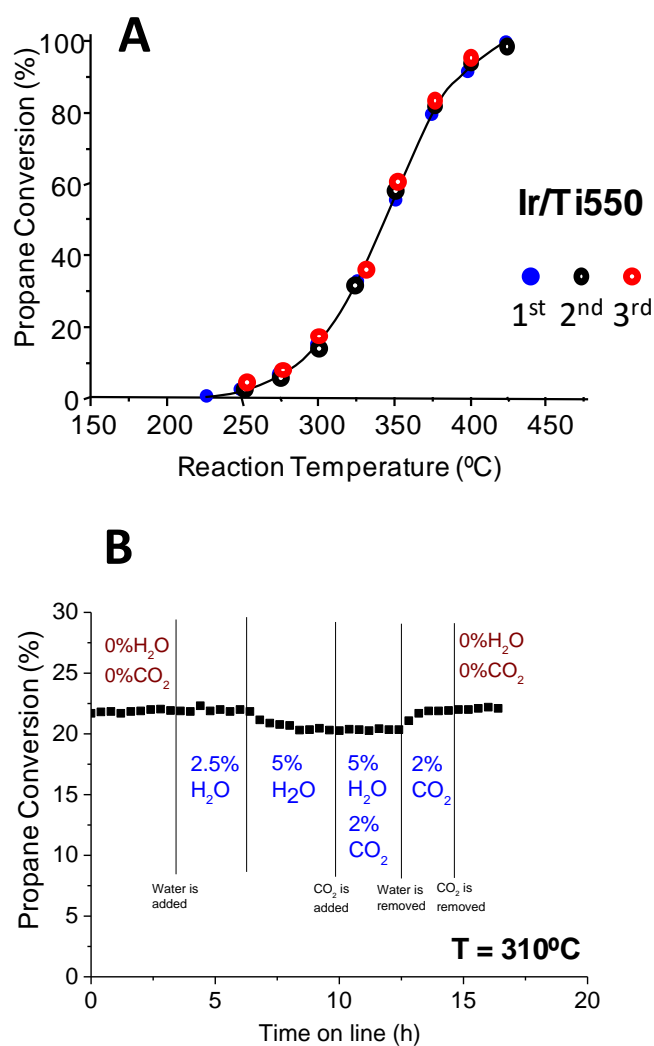 A
Propane Conversion (%)
100
80
60
40
20
0
150 200 250 300 350 400 450
Reaction Temperature (ºC)
Ir/Ti550
1st 2nd 3rd
B
Propane Conversion (%)
30
25
20
15
10
5
0
0%H₂O
0%CO₂
0%H₂O
0%CO₂
2.5%
H₂O
5%
H2O
5%
H₂O
2%
CO₂
2%
CO₂
Water is
added
CO₂ is
added
Water is
removed
CO₂ is
removed
T = 310ºC
0 5 10 15 20
Time on line (h)